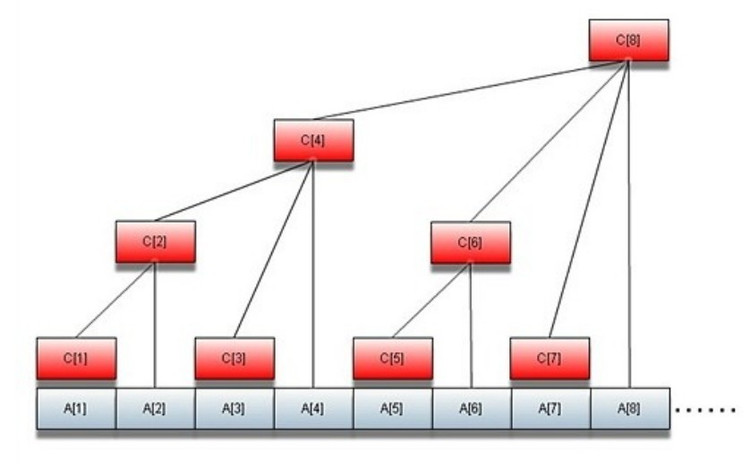 C[8]
C[4]
C[2] C[6]
C[1] C[3] C[5] C[7]
A[1] A[2] A[3] A[4] A[5] A[6] A[7] A[8] ......